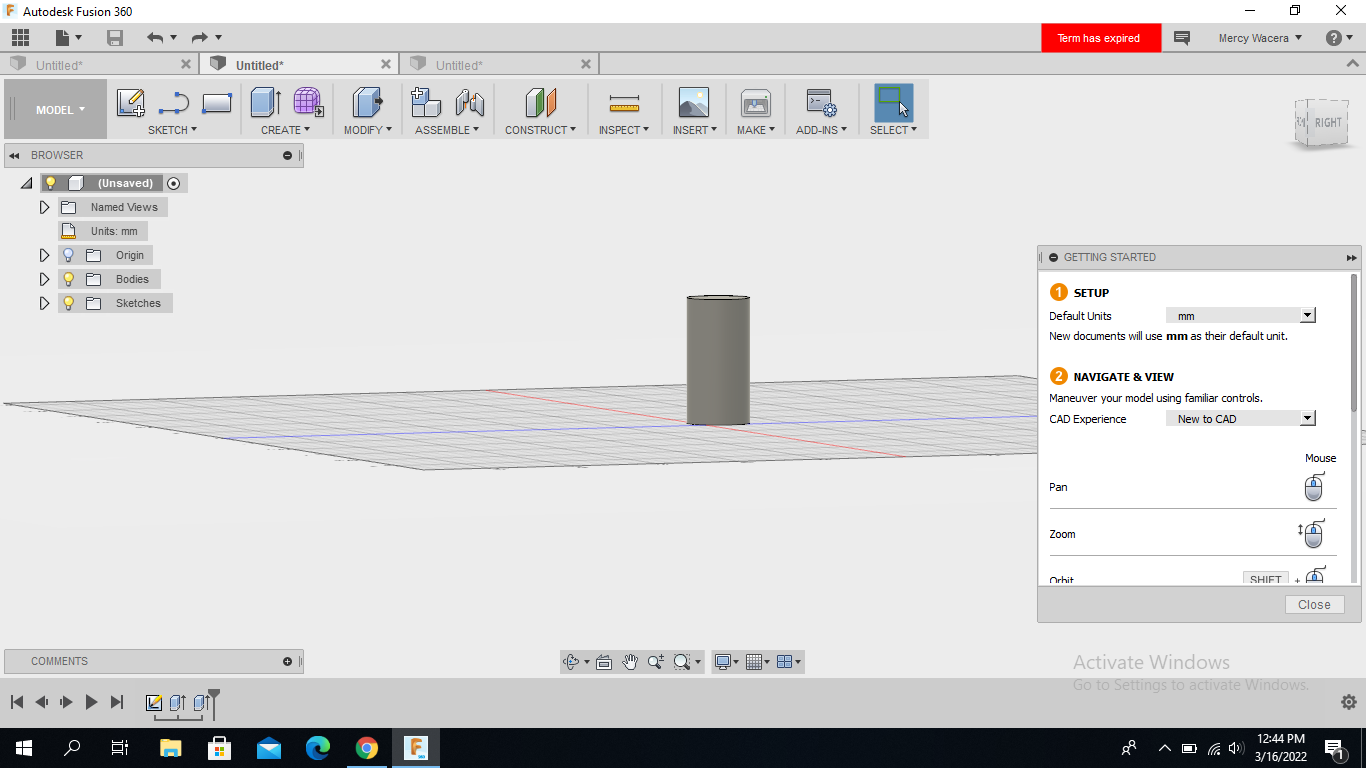 Autodesk Fusion 360
Term has expired
Mercy Wacera
Untitled*
Untitled*
Untitled*
MODEL
SKETCH
CREATE
MODIFY
ASSEMBLE
CONSTRUCT
INSPECT
INSERT
MAKE
ADD-INS
SELECT
RIGHT
BROWSER
(Unsaved)
Named Views
Units: mm
Origin
Bodies
Sketches
GETTING STARTED
1 SETUP
Default Units mm
New documents will use mm as their default unit.
2 NAVIGATE & VIEW
Maneuver your model using familiar controls.
CAD Experience New to CAD
Mouse
Pan
Zoom
Orbit SHIFT +
Close
COMMENTS
Activate Windows
Go to Settings to activate Windows.
12:44 PM
3/16/2022
1